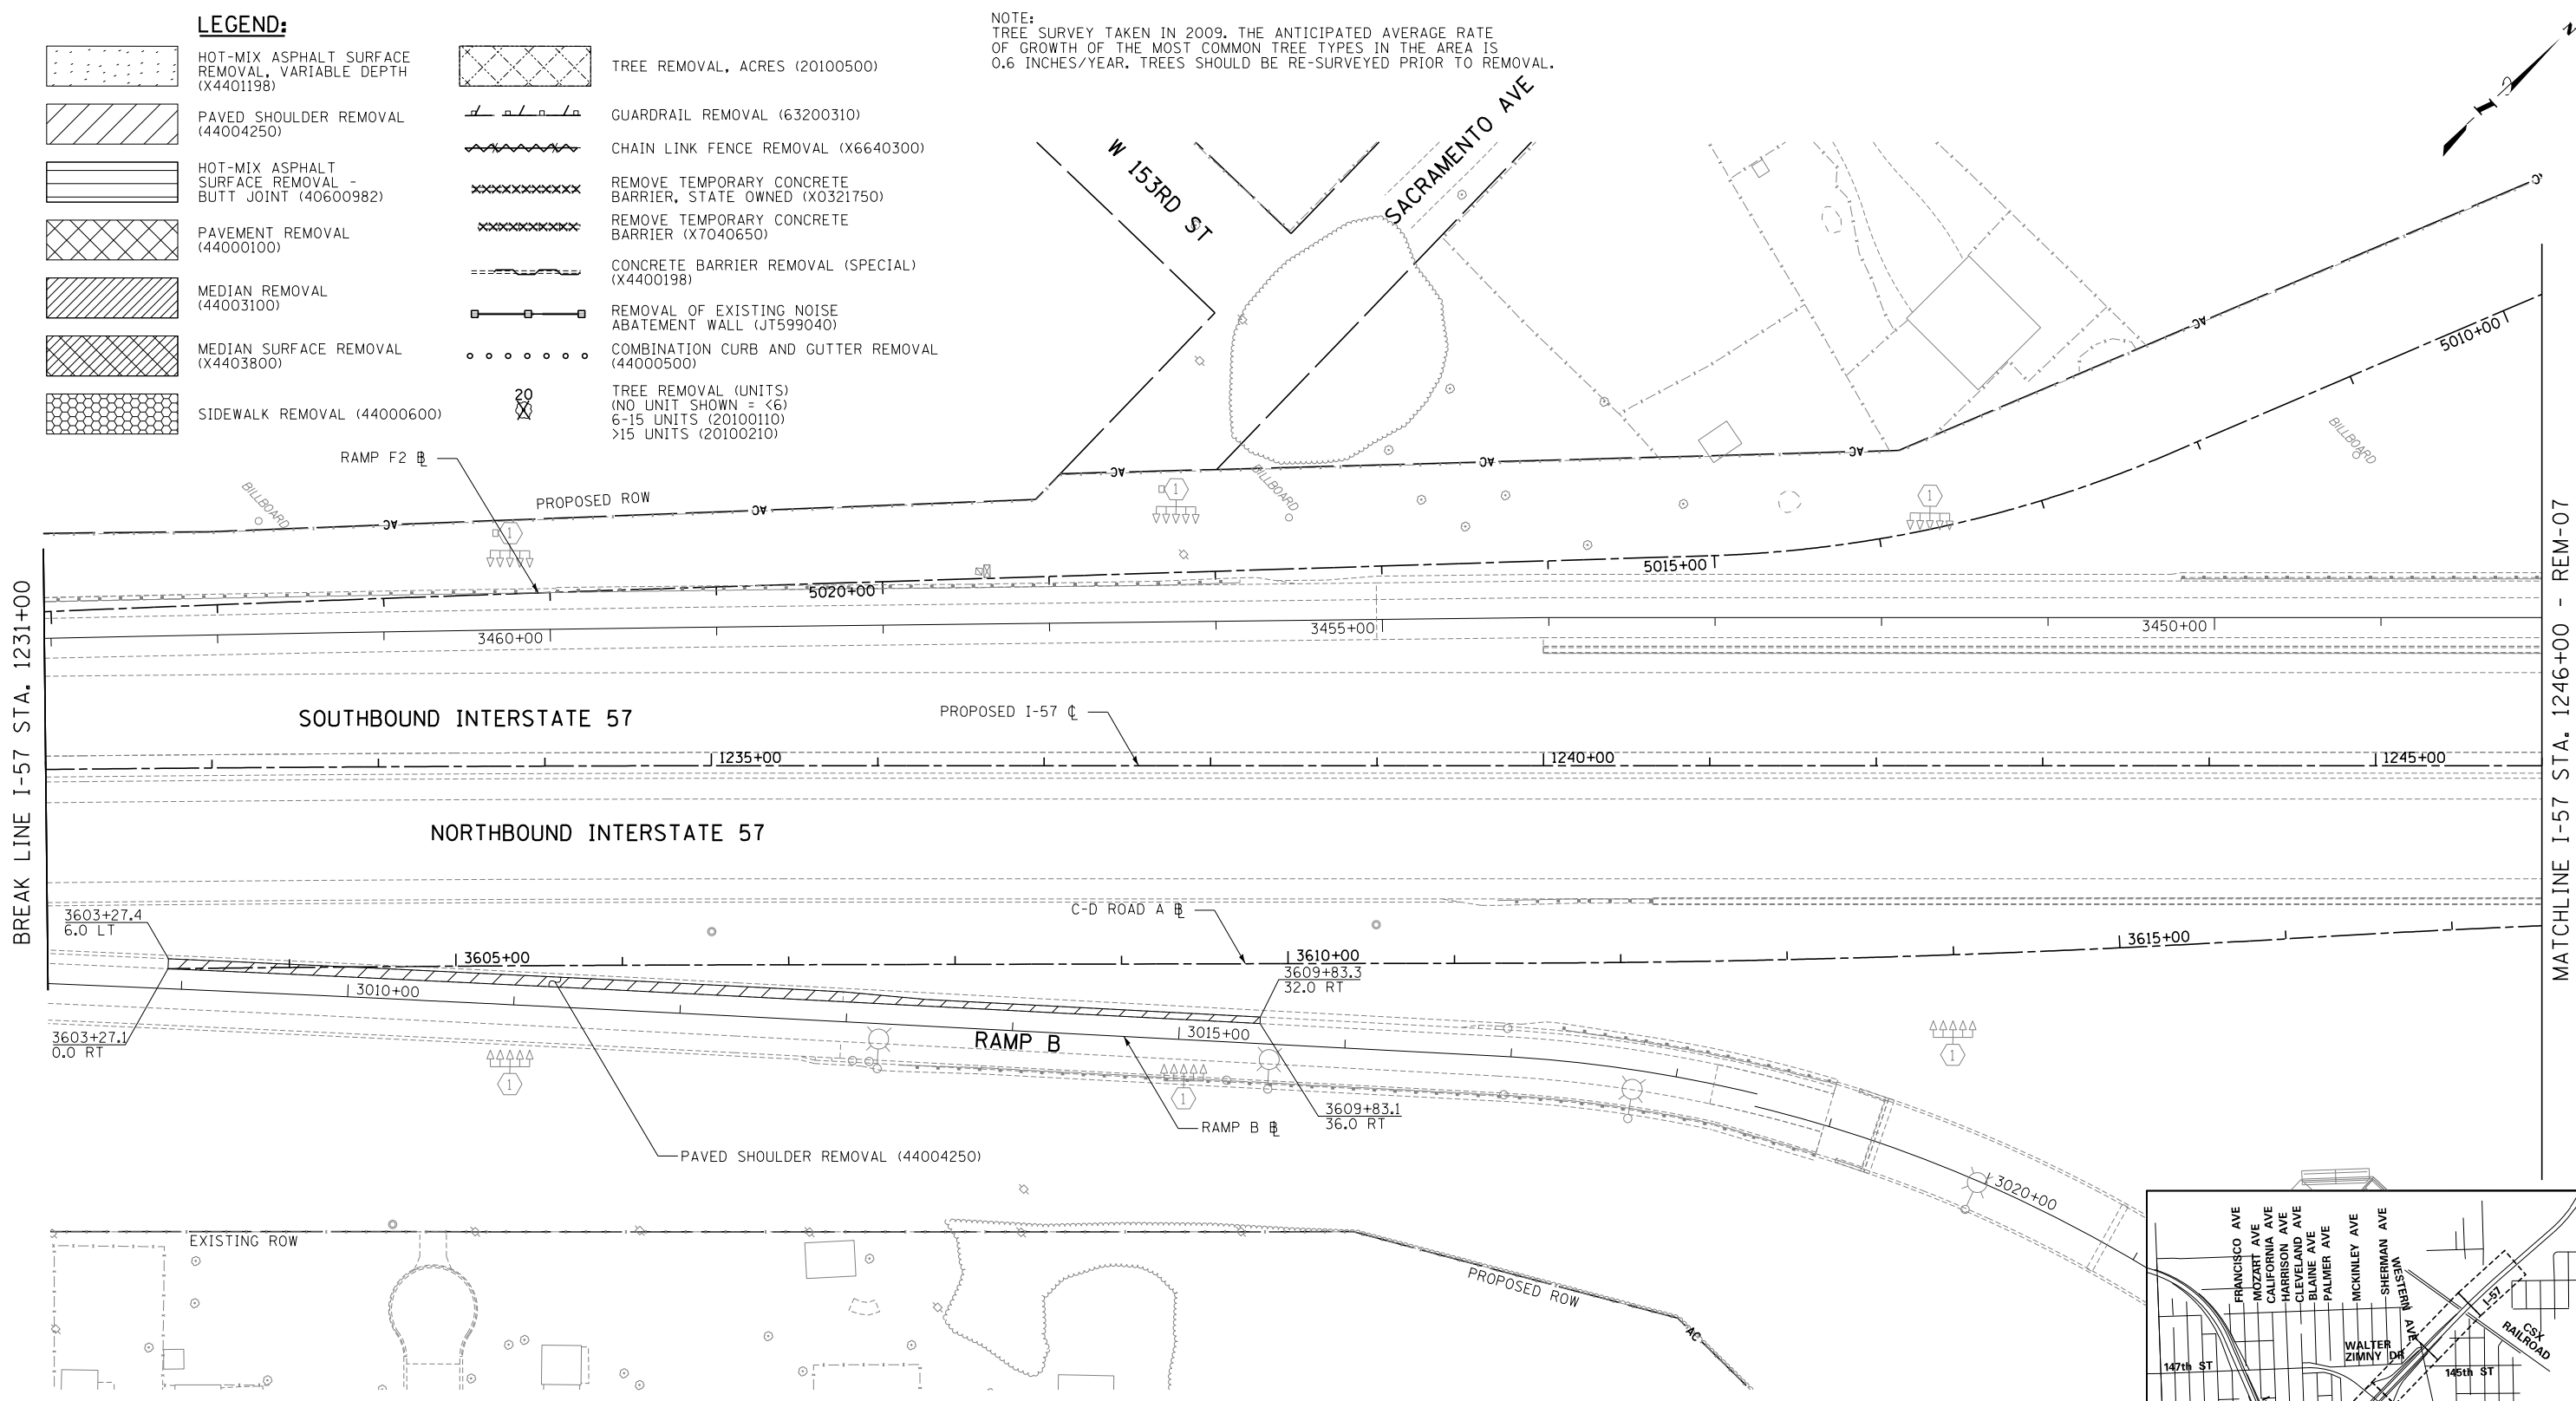 LEGEND:
HOT-MIX ASPHALT SURFACE
REMOVAL, VARIABLE DEPTH
(X4401198)
PAVED SHOULDER REMOVAL
(44004250)
HOT-MIX ASPHALT
SURFACE REMOVAL -
BUTT JOINT (40600982)
PAVEMENT REMOVAL
(44000100)
MEDIAN REMOVAL
(44003100)
MEDIAN SURFACE REMOVAL
(X4403800)
SIDEWALK REMOVAL (44000600)
TREE REMOVAL, ACRES (20100500)
GUARDRAIL REMOVAL (63200310)
CHAIN LINK FENCE REMOVAL (X6640300)
REMOVE TEMPORARY CONCRETE
BARRIER, STATE OWNED (X0321750)
REMOVE TEMPORARY CONCRETE
BARRIER (X7040650)
CONCRETE BARRIER REMOVAL (SPECIAL)
(X4400198)
REMOVAL OF EXISTING NOISE
ABATEMENT WALL (JT599040)
COMBINATION CURB AND GUTTER REMOVAL
(44000500)
20
TREE REMOVAL (UNITS)
(NO UNIT SHOWN = <6)
6-15 UNITS (20100110)
>15 UNITS (20100210)
NOTE:
TREE SURVEY TAKEN IN 2009. THE ANTICIPATED AVERAGE RATE
OF GROWTH OF THE MOST COMMON TREE TYPES IN THE AREA IS
0.6 INCHES/YEAR. TREES SHOULD BE RE-SURVEYED PRIOR TO REMOVAL.
N
W 153RD ST
SACRAMENTO AVE
RAMP F2 ⅊
BILLBOARD
PROPOSED ROW
AC
AC
AC
AC
AC
AC
BILLBOARD
BILLBOARD
1
1
1
5010+00
5015+00
5020+00
3460+00
3455+00
3450+00
BREAK LINE I-57 STA. 1231+00
MATCHLINE I-57 STA. 1246+00 - REM-07
SOUTHBOUND INTERSTATE 57
PROPOSED I-57 ℄
1235+00
1240+00
1245+00
NORTHBOUND INTERSTATE 57
C-D ROAD A ⅊
3603+27.4
6.0 LT
3605+00
3610+00
3615+00
3609+83.3
32.0 RT
3010+00
3015+00
3020+00
3603+27.1
0.0 RT
RAMP B
1
1
1
3609+83.1
36.0 RT
RAMP B ⅊
PAVED SHOULDER REMOVAL (44004250)
EXISTING ROW
PROPOSED ROW
AC
FRANCISCO AVE
MOZART AVE
CALIFORNIA AVE
HARRISON AVE
CLEVELAND AVE
BLAINE AVE
PALMER AVE
MCKINLEY AVE
SHERMAN AVE
WESTERN AVE
I-57
CSX
RAILROAD
WALTER
ZIMNY DR
147th ST
145th ST